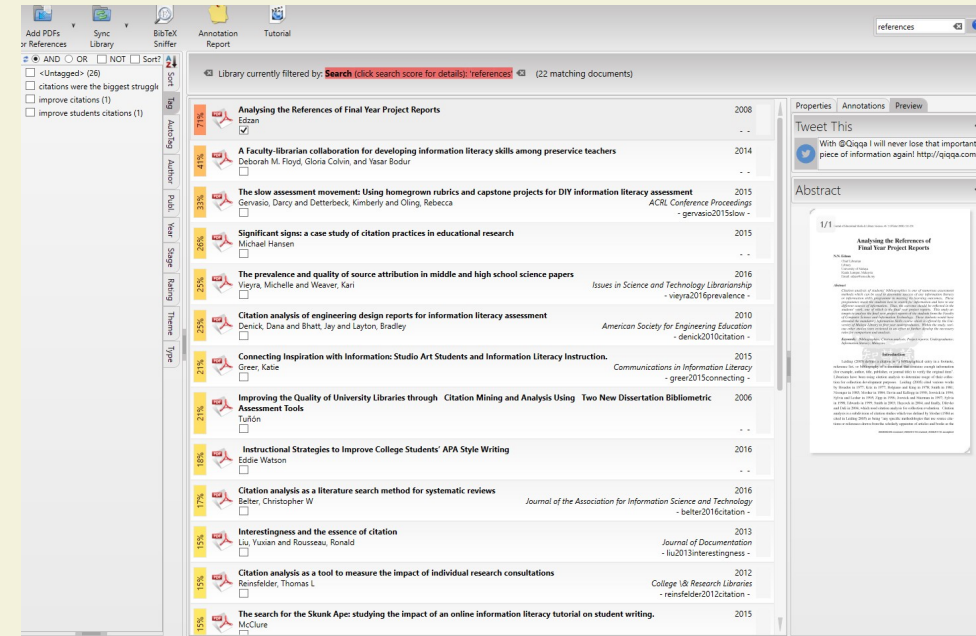 Add PDFs
or References
Sync
Library
BibTeX
Sniffer
Annotation
Report
Tutorial
references
AND OR NOT Sort?
<Untagged> (26)
citations were the biggest struggle
improve citations (1)
improve students citations (1)
Sort
Tag
AutoTag
Author
Publ.
Year
Stage
Rating
Theme
Type
Library currently filtered by: Search (click search score for details): 'references' (22 matching documents)
71%
Analysing the References of Final Year Project Reports 2008
Edzan
- -
41%
A Faculty-librarian collaboration for developing information literacy skills among preservice teachers 2014
Deborah M. Floyd, Gloria Colvin, and Yasar Bodur
- -
33%
The slow assessment movement: Using homegrown rubrics and capstone projects for DIY information literacy assessment 2015
Gervasio, Darcy and Detterbeck, Kimberly and Oling, Rebecca ACRL Conference Proceedings
- gervasio2015slow -
26%
Significant signs: a case study of citation practices in educational research 2015
Michael Hansen
- -
25%
The prevalence and quality of source attribution in middle and high school science papers 2016
Vieyra, Michelle and Weaver, Kari Issues in Science and Technology Librarianship
- vieyra2016prevalence -
25%
Citation analysis of engineering design reports for information literacy assessment 2010
Denick, Dana and Bhatt, Jay and Layton, Bradley American Society for Engineering Education
- denick2010citation -
21%
Connecting Inspiration with Information: Studio Art Students and Information Literacy Instruction. 2015
Greer, Katie Communications in Information Literacy
- greer2015connecting -
21%
Improving the Quality of University Libraries through Citation Mining and Analysis Using Two New Dissertation Bibliometric 2006
Assessment Tools
Tuñón
- -
18%
Instructional Strategies to Improve College Students' APA Style Writing
Eddie Watson
- -
17%
Citation analysis as a literature search method for systematic reviews 2016
Belter, Christopher W Journal of the Association for Information Science and Technology
- belter2016citation -
15%
Interestingness and the essence of citation 2013
Liu, Yuxian and Rousseau, Ronald Journal of Documentation
- liu2013interestingness -
15%
Citation analysis as a tool to measure the impact of individual research consultations 2012
Reinsfelder, Thomas L College \& Research Libraries
- reinsfelder2012citation -
15%
The search for the Skunk Ape: studying the impact of an online information literacy tutorial on student writing. 2015
McClure
Properties Annotations Preview
Tweet This
With @Qiqqa I will never lose that important
piece of information again! http://qiqqa.com
Abstract
1/1
Analysing the References of
Final Year Project Reports
Abstract
Introduction